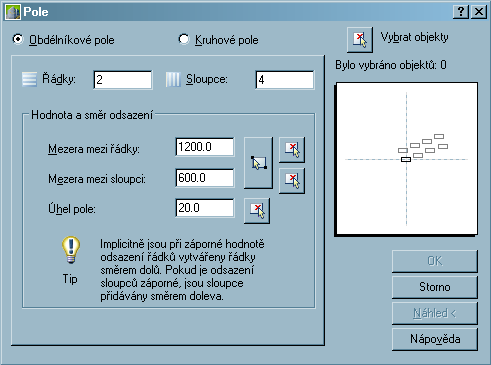 Pole
Obdélníkové pole
Kruhové pole
Vybrat objekty
Bylo vybráno objektů: 0
Řádky:
2
Sloupce:
4
Hodnota a směr odsazení
Mezera mezi řádky:
1200.0
Mezera mezi sloupci:
600.0
Úhel pole:
20.0
Tip
Implicitně jsou při záporné hodnotě
odsazení řádků vytvářeny řádky
směrem dolů. Pokud je odsazení
sloupců záporné, jsou sloupce
přidávány směrem doleva.
OK
Storno
Náhled <
Nápověda